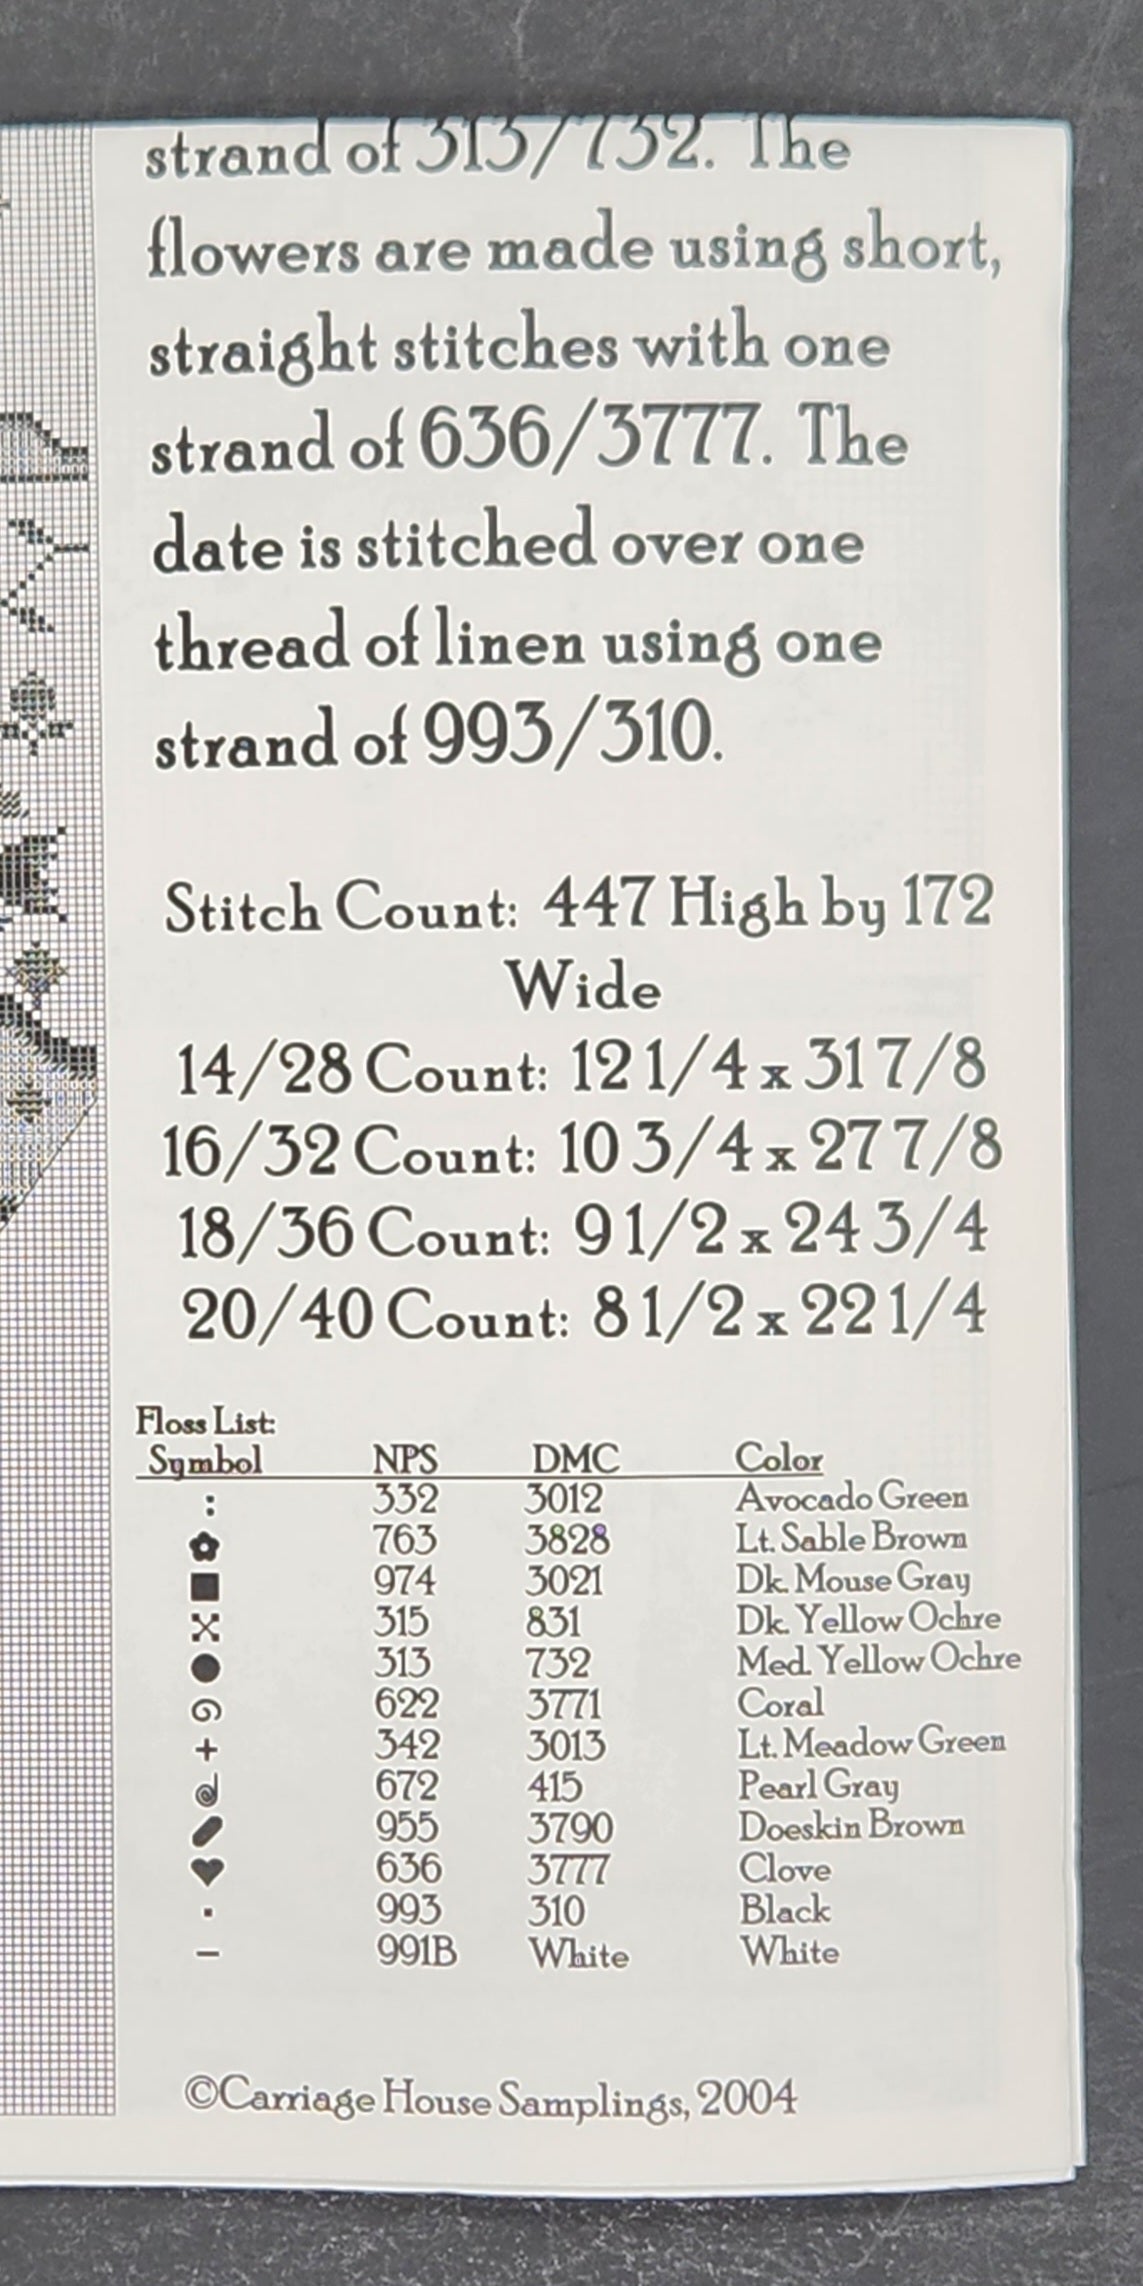 strand of 313/732. The
flowers are made using short,
straight stitches with one
strand of 636/3777. The
date is stitched over one
thread of linen using one
strand of 993/310.
Stitch Count: 447 High by 172
Wide
14/28 Count: 12 1/4 x 31 7/8
16/32 Count: 10 3/4 x 27 7/8
18/36 Count: 9 1/2 x 24 3/4
20/40 Count: 8 1/2 x 22 1/4
Floss List:
Symbol NPS DMC Color
332 3012 Avocado Green
763 3828 Lt. Sable Brown
974 3021 Dk. Mouse Gray
315 831 Dk. Yellow Ochre
313 732 Med. Yellow Ochre
622 3771 Coral
342 3013 Lt. Meadow Green
672 415 Pearl Gray
955 3790 Doeskin Brown
636 3777 Clove
993 310 Black
991B White White
©Carriage House Samplings, 2004